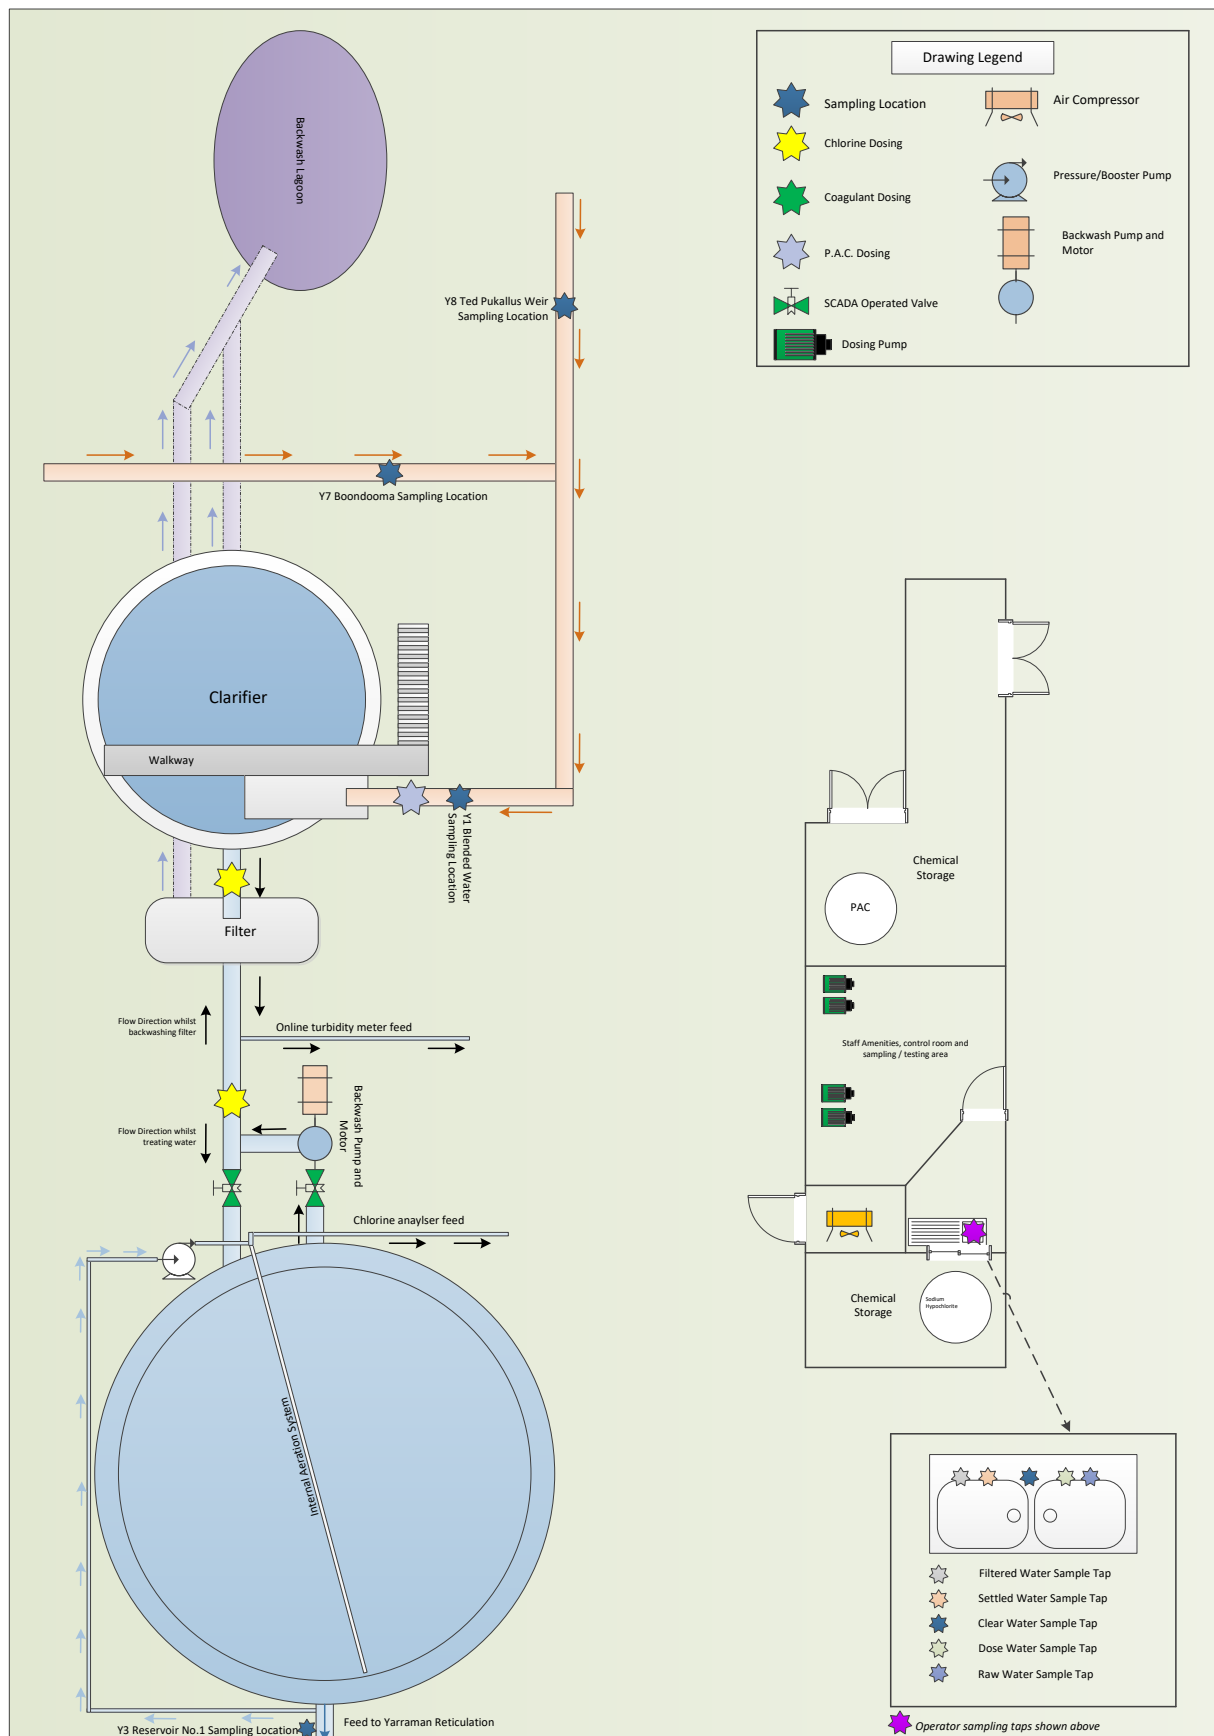 Drawing Legend
Sampling Location
Chlorine Dosing
Coagulant Dosing
P.A.C. Dosing
SCADA Operated Valve
Dosing Pump
Air Compressor
Pressure/Booster Pump
Backwash Pump and
Motor
Backwash Lagoon
Y8 Ted Pukallus Weir
Sampling Location
Y7 Boondooma Sampling Location
Clarifier
Walkway
Y1 Blended Water
Sampling Location
Filter
Flow Direction whilst
backwashing filter
Online turbidity meter feed
Backwash Pump and
Motor
Flow Direction whilst
treating water
Chlorine anaylser feed
Internal Aeration System
Y3 Reservoir No.1 Sampling Location
Feed to Yarraman Reticulation
Chemical
Storage
PAC
Staff Amenities, control room and
sampling / testing area
Chemical
Storage
Sodium
Hypochlorite
Filtered Water Sample Tap
Settled Water Sample Tap
Clear Water Sample Tap
Dose Water Sample Tap
Raw Water Sample Tap
Operator sampling taps shown above